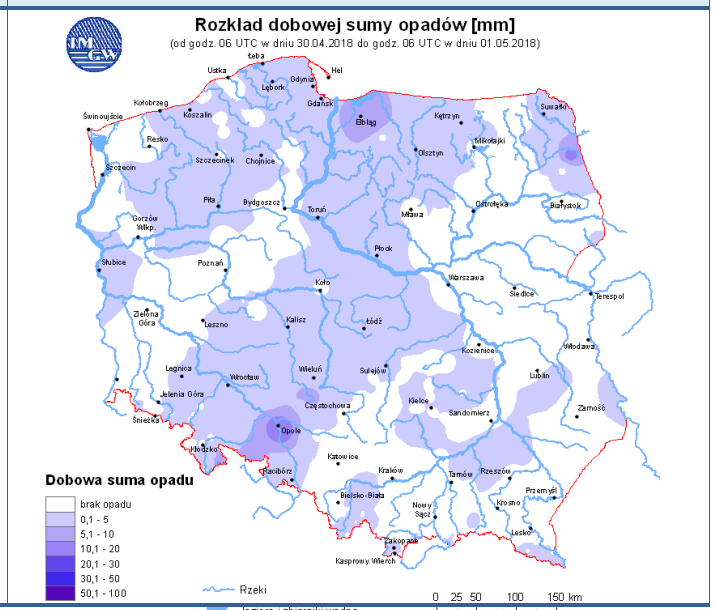 Rozkład dobowej sumy opadów [mm]
(od godz. 06 UTC w dniu 30.04.2018 do godz. 06 UTC w dniu 01.05.2018)
IM
GW
Łeba
Ustka
Hel
Gdynia
Lębork
Kołobrzeg
Gdańsk
Koszalin
Suwałki
Świnoujście
Elbląg
Kętrzyn
Resko
Mikołajki
Olsztyn
Szczecinek
Chojnice
Szczecin
Piła
Bydgoszcz
Ostrołęka
Białystok
Toruń
Mława
Gorzów
Wlkp.
Płock
Słubice
Poznań
Warszawa
Koło
Siedlce
Terespol
Zielona
Góra
Leszno
Kalisz
Łódź
Włodawa
Kozienice
Legnica
Wrocław
Wieluń
Sulejów
Lublin
Jelenia Góra
Częstochowa
Kielce
Sandomierz
Zamość
Śnieżka
Opole
Kłodzko
Katowice
Racibórz
Kraków
Tarnów
Rzeszów
Dobowa suma opadu
Przemyśl
Bielsko-Biała
Nowy
Sącz
Krosno
brak opadu
0,1 - 5
Lesko
5,1 - 10
Zakopane
10,1 - 20
Kasprowy Wierch
20,1 - 30
30,1 - 50
50,1 - 100
Rzeki
0 25 50 100 150 km